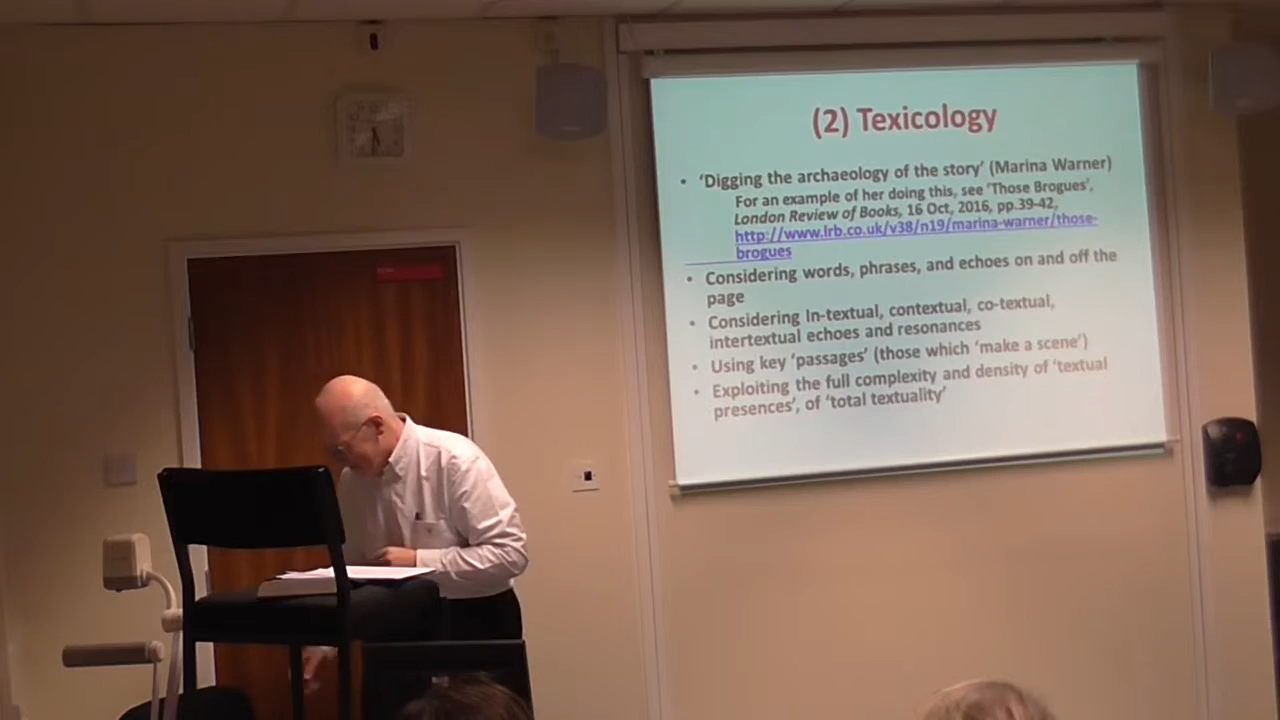 (2) Texicology
• ‘Digging the archaeology of the story’ (Marina Warner)
For an example of her doing this, see ‘Those Brogues’,
London Review of Books, 16 Oct, 2016, pp.39-42,
http://www.lrb.co.uk/v38/n19/marina-warner/those-
brogues
• Considering words, phrases, and echoes on and off the
page
• Considering In-textual, contextual, co-textual,
intertextual echoes and resonances
• Using key ‘passages’ (those which ‘make a scene’)
• Exploiting the full complexity and density of ‘textual
presences’, of ‘total textuality’